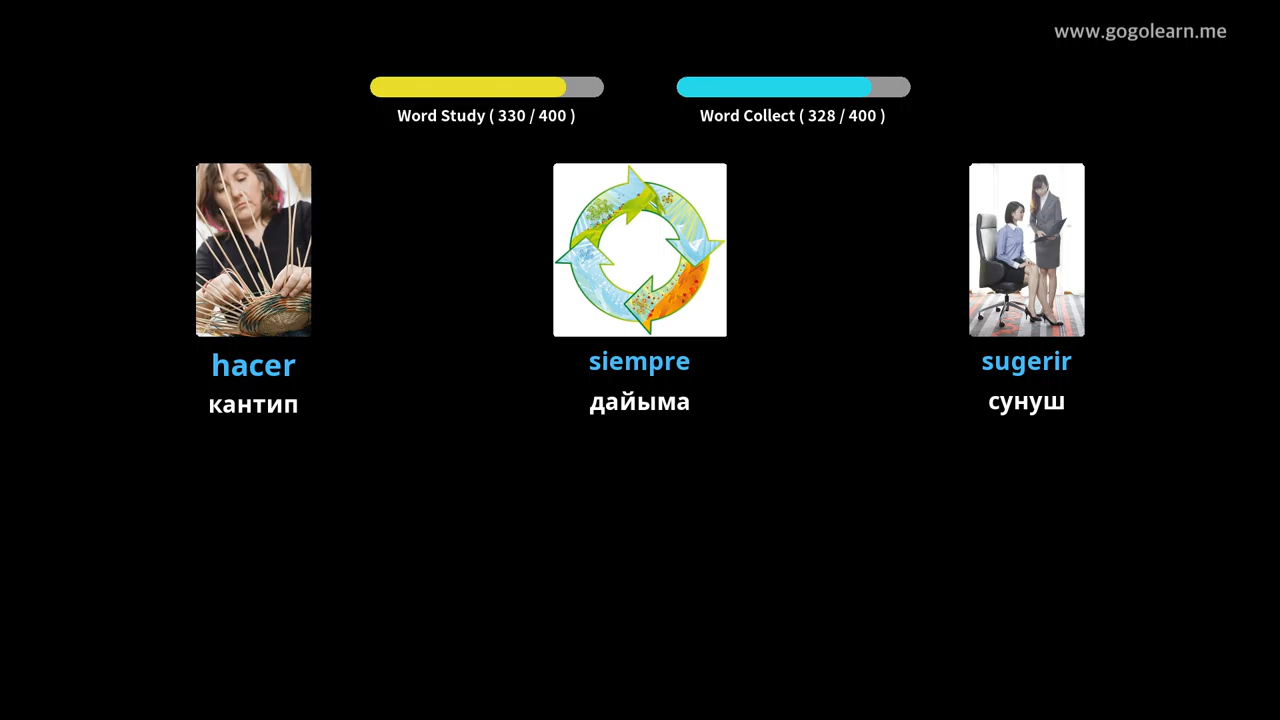 www.gogolearn.me
Word Study ( 330 / 400 )
Word Collect ( 328 / 400 )
hacer
siempre
sugerir
кантип
дайыма
сунуш